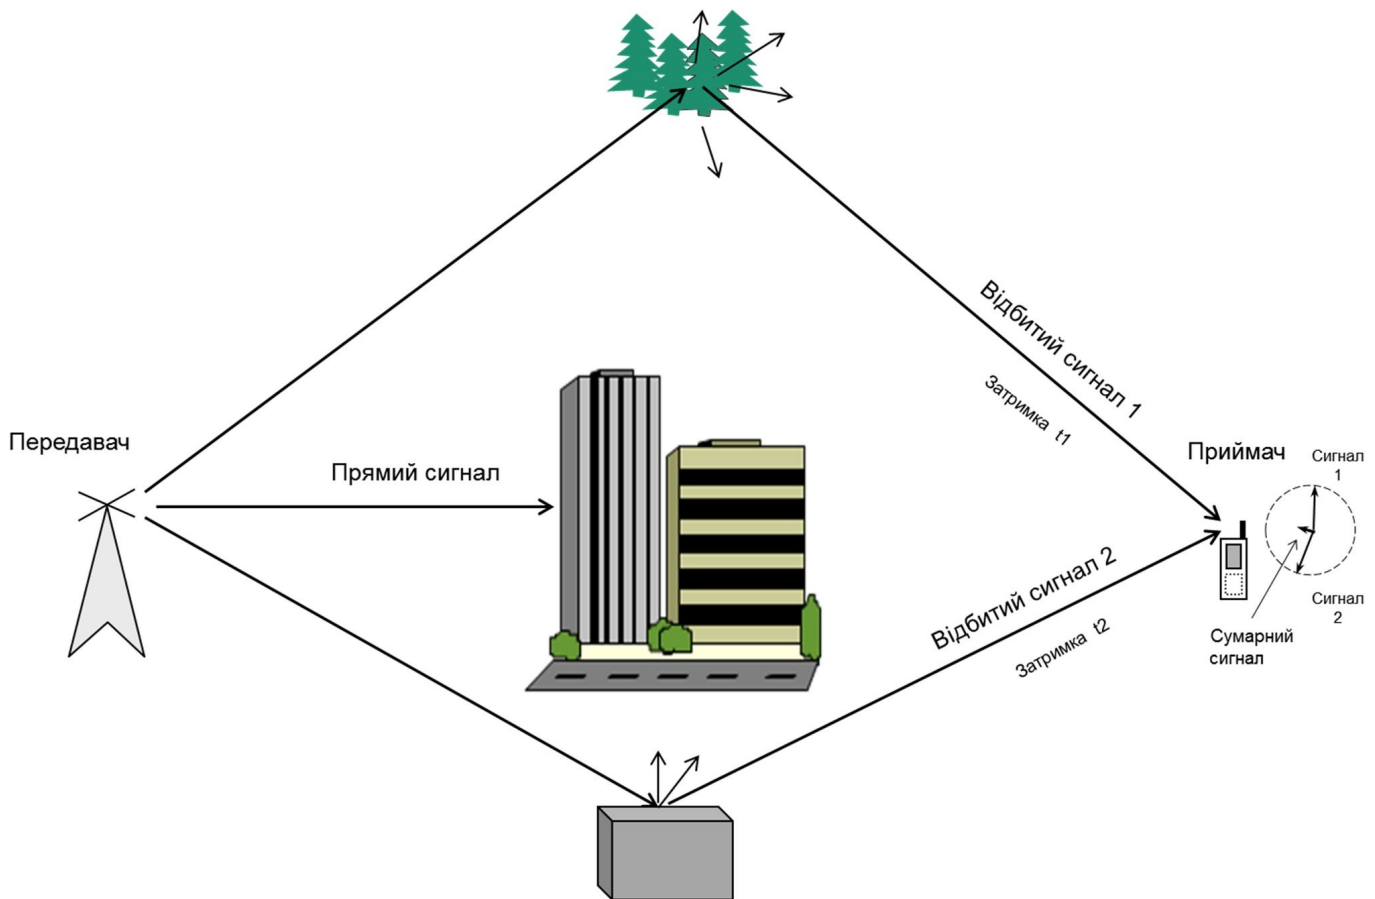 Передавач
Прямий сигнал
Відбитий сигнал 1
Затримка t1
Відбитий сигнал 2
Затримка t2
Приймач
Сигнал
1
Сигнал
2
Сумарний
сигнал